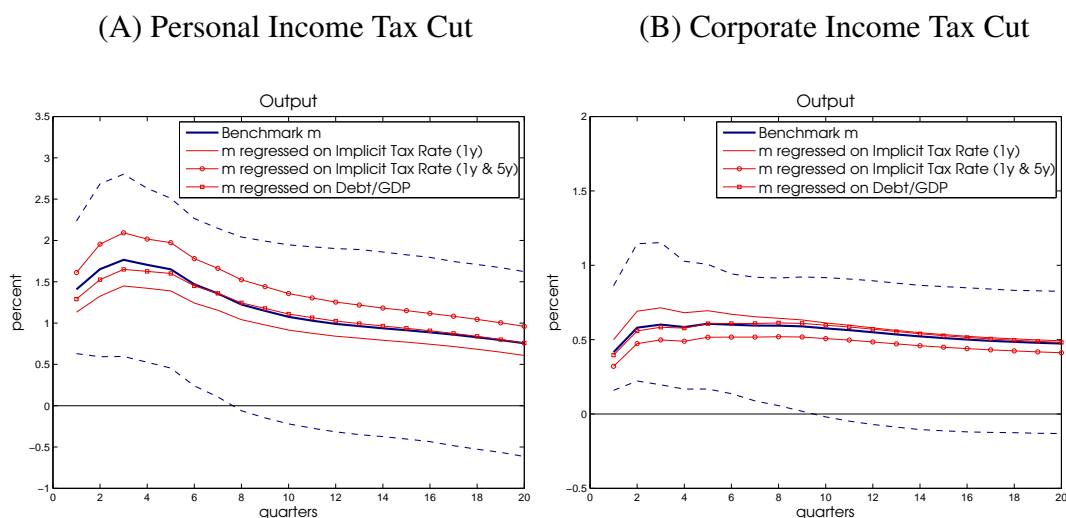 (A) Personal Income Tax Cut
(B) Corporate Income Tax Cut
Output
3.5
3
2.5
2
1.5
1
0.5
0
−0.5
−1
percent
Benchmark m
m regressed on Implicit Tax Rate (1y)
m regressed on Implicit Tax Rate (1y & 5y)
m regressed on Debt/GDP
0 2 4 6 8 10 12 14 16 18 20
quarters
Output
2
1.5
1
0.5
0
−0.5
percent
Benchmark m
m regressed on Implicit Tax Rate (1y)
m regressed on Implicit Tax Rate (1y & 5y)
m regressed on Debt/GDP
0 2 4 6 8 10 12 14 16 18 20
quarters